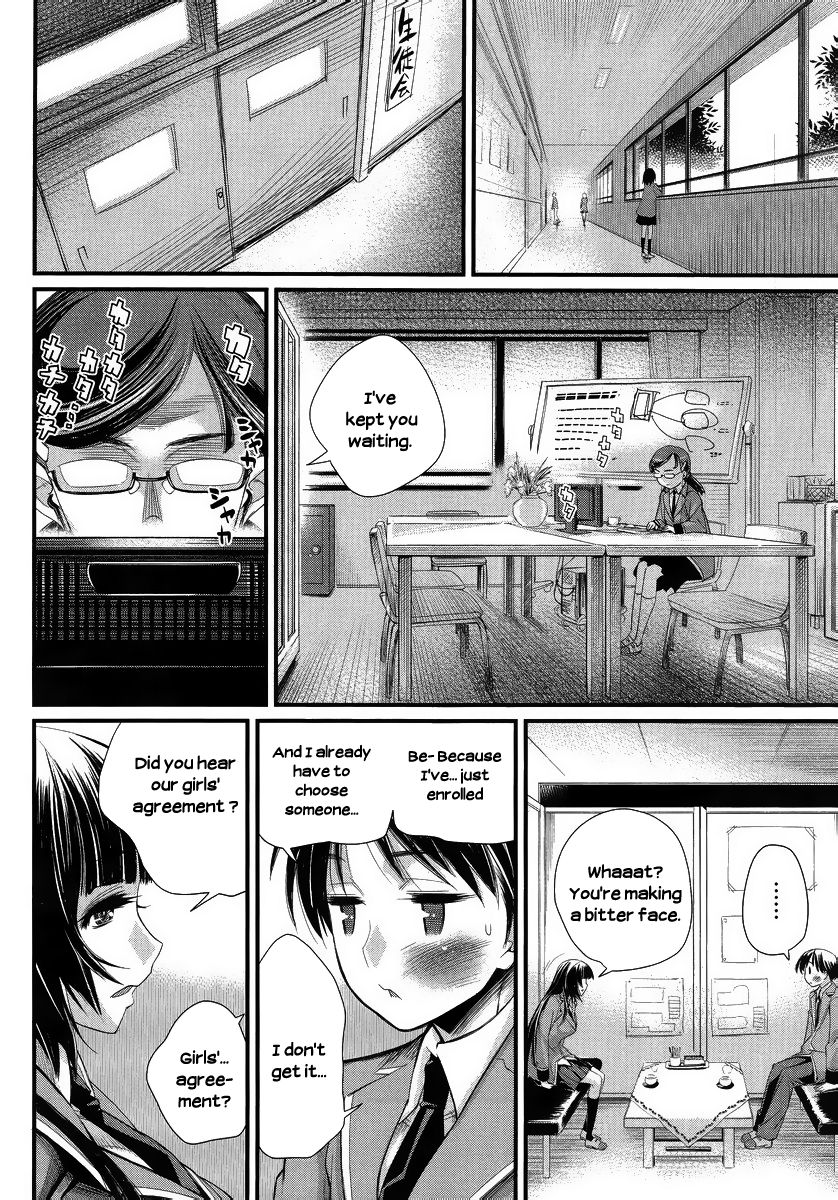 生徒会
I've
kept you
waiting.
カタ
カタ
カタカタ
カタ
カタ
カチカチ
シャカ
シャカ
. . . . .
Whaaat?
You're making
a bitter face.
Be- Because
I've... just
enrolled
And I already
have to
choose
someone...
I don't
get it...
Did you hear
our girls'
agreement ?
Girls'...
agree-
ment?